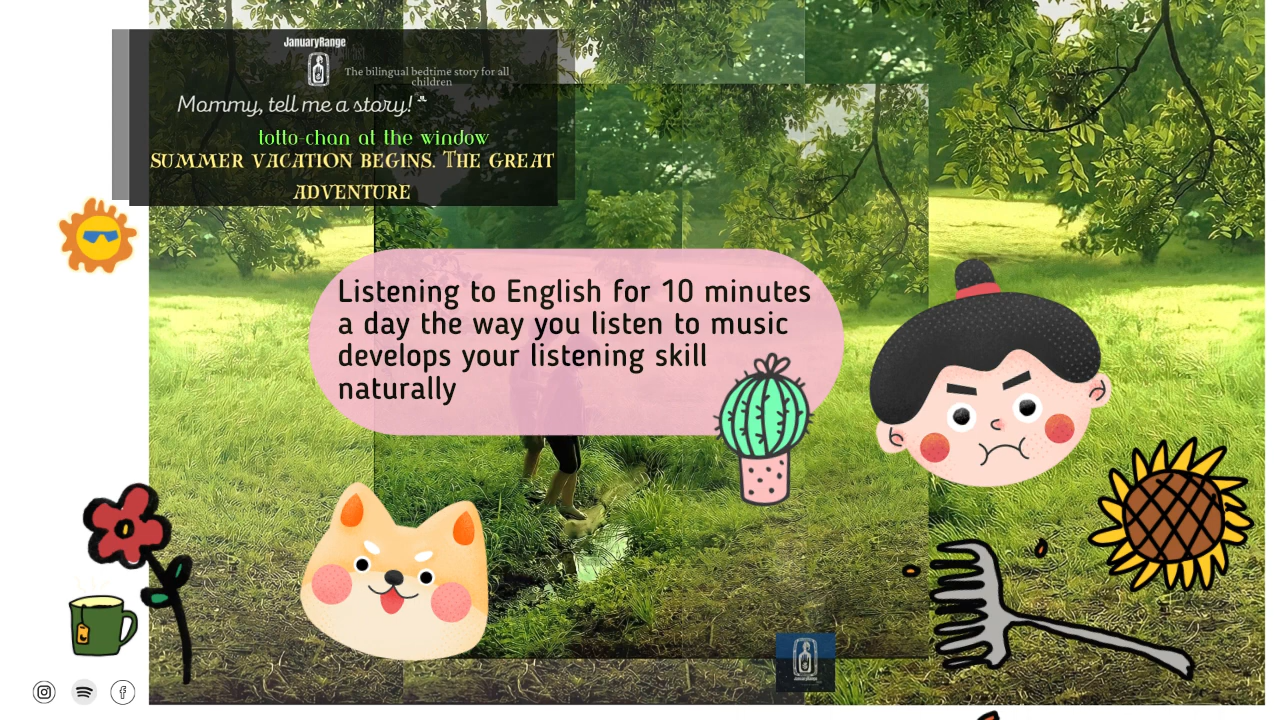 JanuaryRange
The bilingual bedtime story for all
children
Mommy, tell me a story!
totto-chan at the window
SUMMER VACATION BEGINS. THE GREAT
ADVENTURE
Listening to English for 10 minutes
a day the way you listen to music
develops your listening skill
naturally
JanuaryRange